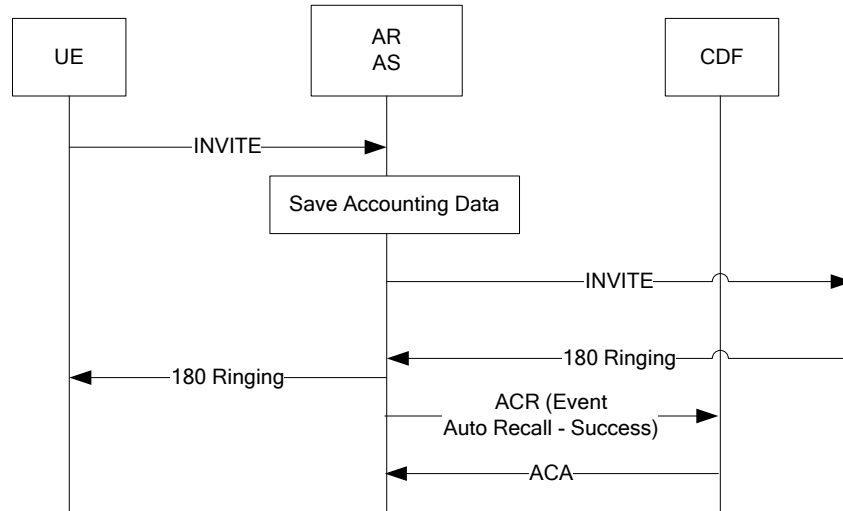 UE
AR
AS
CDF
INVITE
Save Accounting Data
INVITE
180 Ringing
180 Ringing
ACR (Event
Auto Recall - Success)
ACA